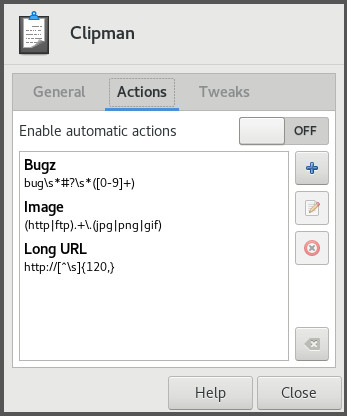 Clipman
General Actions Tweaks
Enable automatic actions OFF
Bugz
bug\s*#?\s*([0-9]+)
Image
(http|ftp).+\.(jpg|png|gif)
Long URL
http://[^\s]{120,}
Help Close